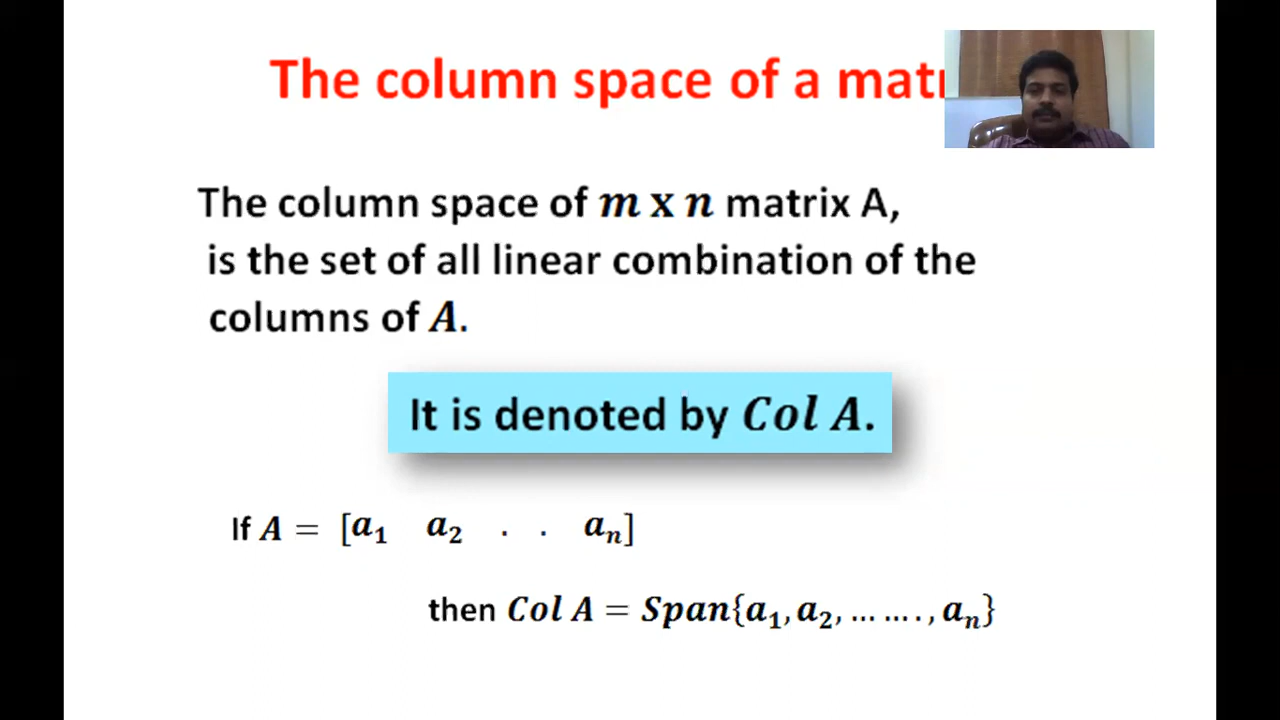 The column space of a matr
The column space of m x n matrix A,
is the set of all linear combination of the
columns of A.
It is denoted by Col A.
If A = [a₁ a₂ . . aₙ]
then Col A = Span{a₁, a₂, ... ... . , aₙ}